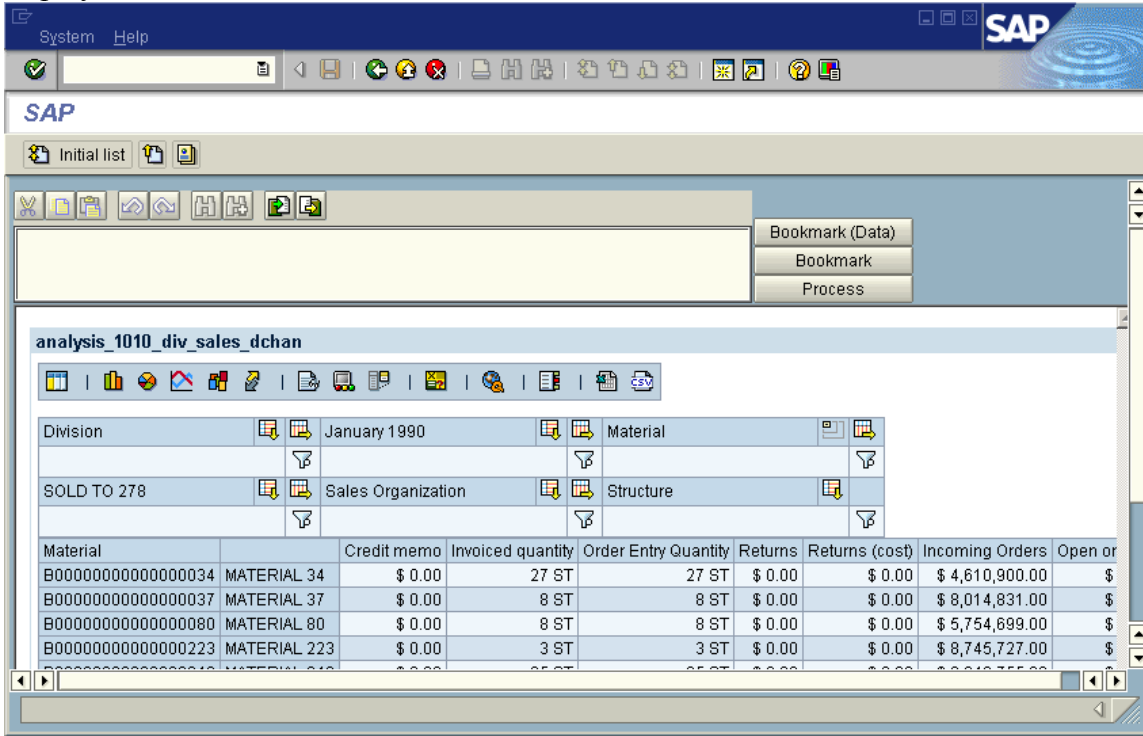 System Help
SAP
SAP
Initial list
Bookmark (Data)
Bookmark
Process
analysis_1010_div_sales_dchan
CSV
Division January 1990 Material
SOLD TO 278 Sales Organization Structure
Material Credit memo Invoiced quantity Order Entry Quantity Returns Returns (cost) Incoming Orders Open or
B000000000000000034 MATERIAL 34 $ 0.00 27 ST 27 ST $ 0.00 $ 0.00 $ 4,610,900.00 $
B000000000000000037 MATERIAL 37 $ 0.00 8 ST 8 ST $ 0.00 $ 0.00 $ 8,014,831.00 $
B000000000000000080 MATERIAL 80 $ 0.00 8 ST 8 ST $ 0.00 $ 0.00 $ 5,754,699.00 $
B000000000000000223 MATERIAL 223 $ 0.00 3 ST 3 ST $ 0.00 $ 0.00 $ 8,745,727.00 $